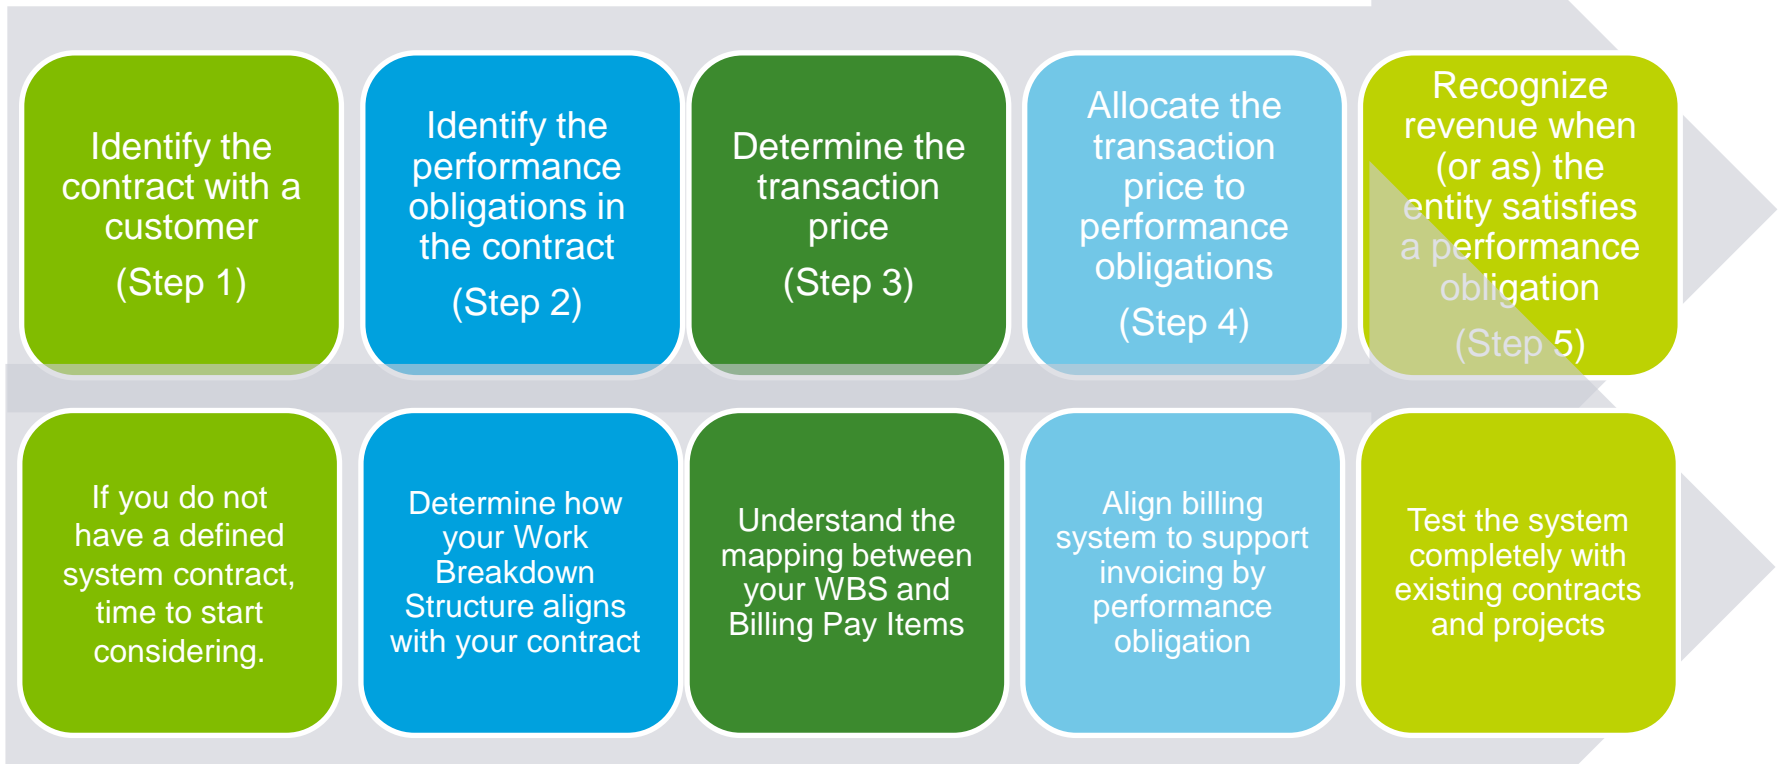 Identify the
contract with a
customer
(Step 1)
Identify the
performance
obligations in
the contract
(Step 2)
Determine the
transaction
price
(Step 3)
Allocate the
transaction
price to
performance
obligations
(Step 4)
Recognize
revenue when
(or as) the
entity satisfies
a performance
obligation
(Step 5)
If you do not
have a defined
system contract,
time to start
considering.
Determine how
your Work
Breakdown
Structure aligns
with your contract
Understand the
mapping between
your WBS and
Billing Pay Items
Align billing
system to support
invoicing by
performance
obligation
Test the system
completely with
existing contracts
and projects